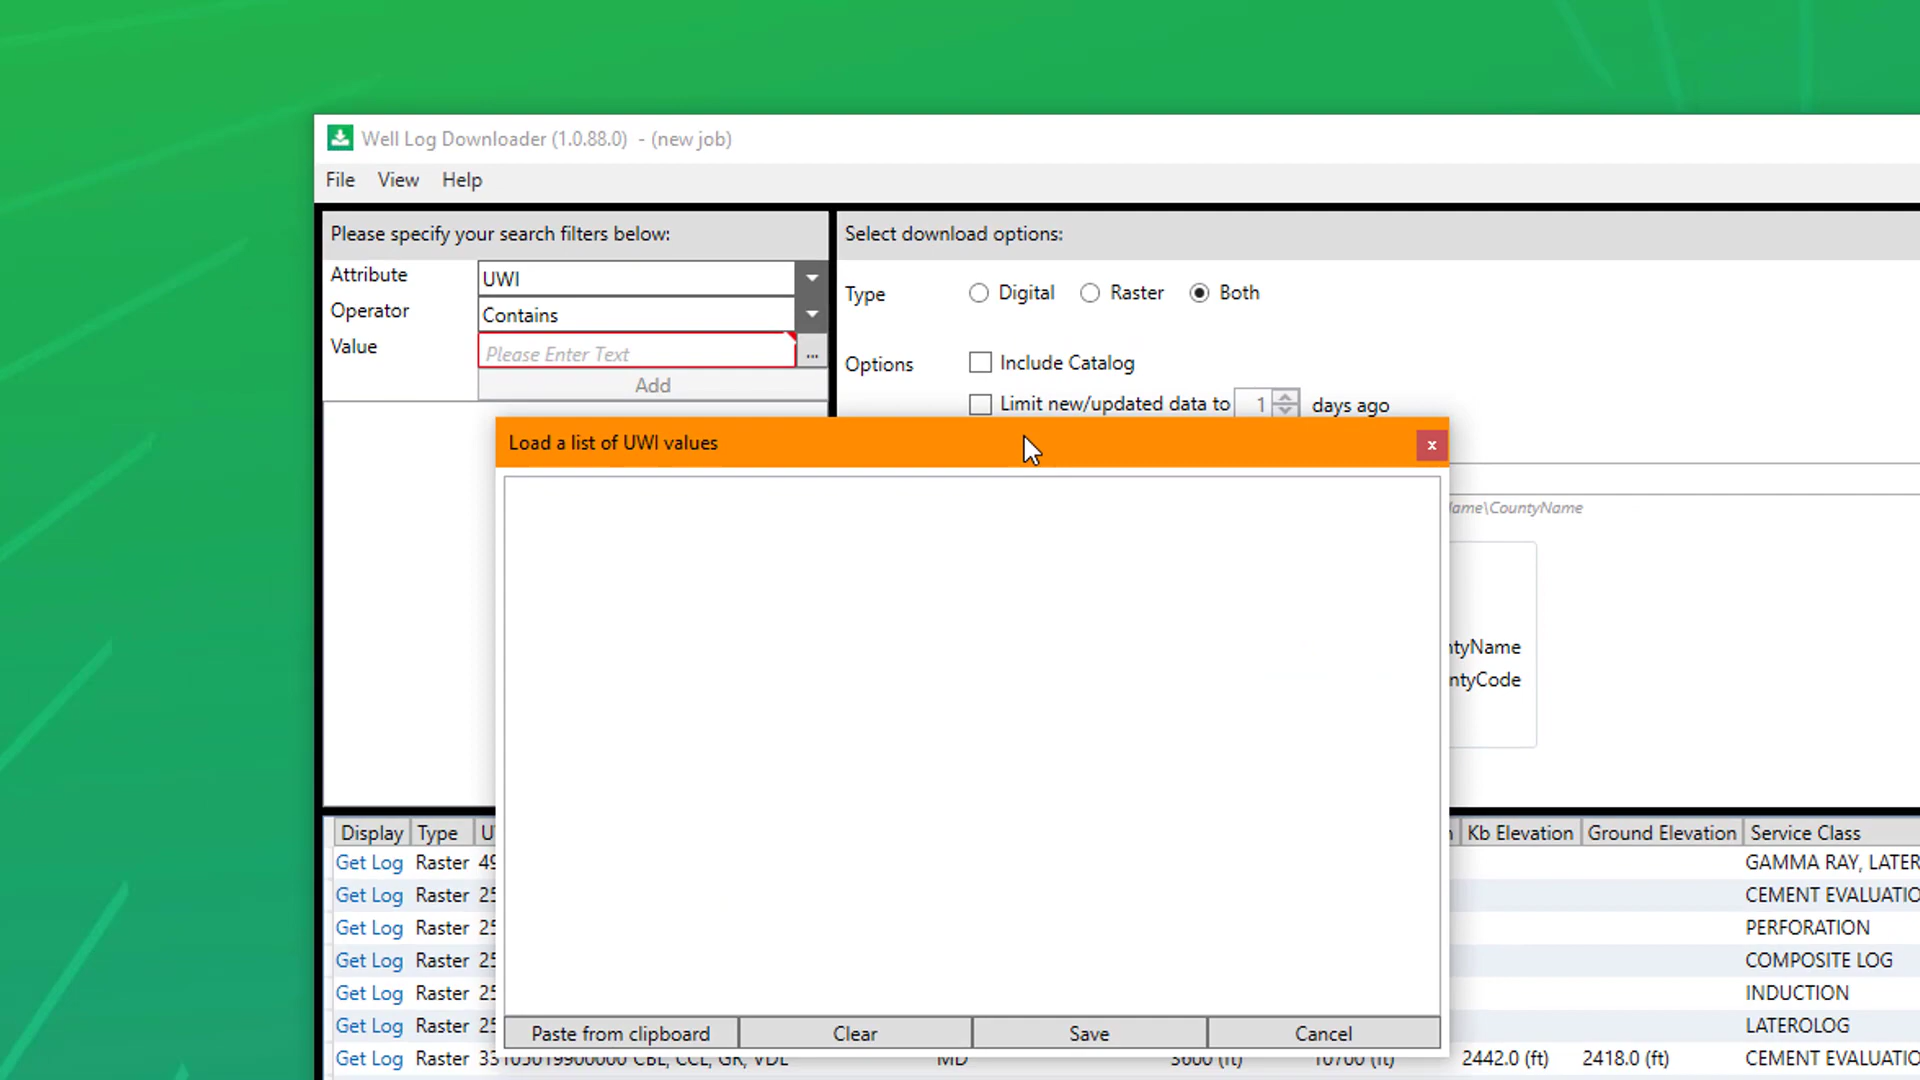 Well Log Downloader (1.0.88.0) - (new job)
File View Help
Please specify your search filters below:
Select download options:
Attribute UWI
Operator Contains
Value Please Enter Text ...
Add
Type Digital Raster Both
Options Include Catalog
Limit new/updated data to 1 days ago
Load a list of UWI values x
ame\CountyName
ntyName
ntyCode
Paste from clipboard Clear Save Cancel
Display Type U Kb Elevation Ground Elevation Service Class
Get Log Raster 49 GAMMA RAY, LATER
Get Log Raster 25 CEMENT EVALUATIO
Get Log Raster 25 PERFORATION
Get Log Raster 25 COMPOSITE LOG
Get Log Raster 25 INDUCTION
Get Log Raster 25 LATEROLOG
Get Log Raster 33105019900000 CBL, CCL, GR, VDL MD 3600 (ft) 10700 (ft) 2442.0 (ft) 2418.0 (ft) CEMENT EVALUATIO